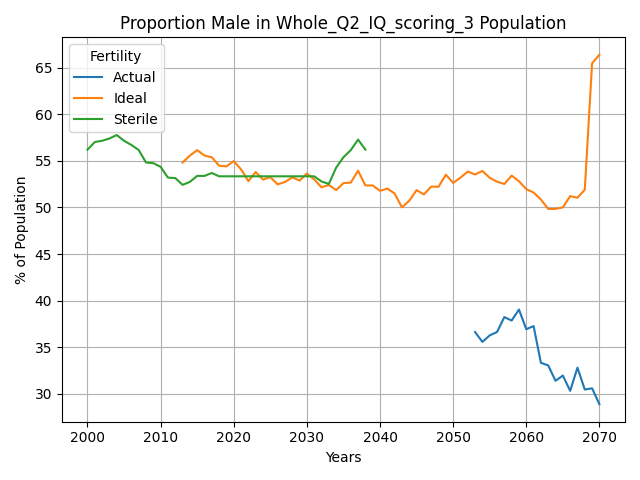 Proportion Male in Whole_Q2_IQ_scoring_3 Population
Fertility
Actual
Ideal
Sterile
% of Population
65
60
55
50
45
40
35
30
2000 2010 2020 2030 2040 2050 2060 2070
Years